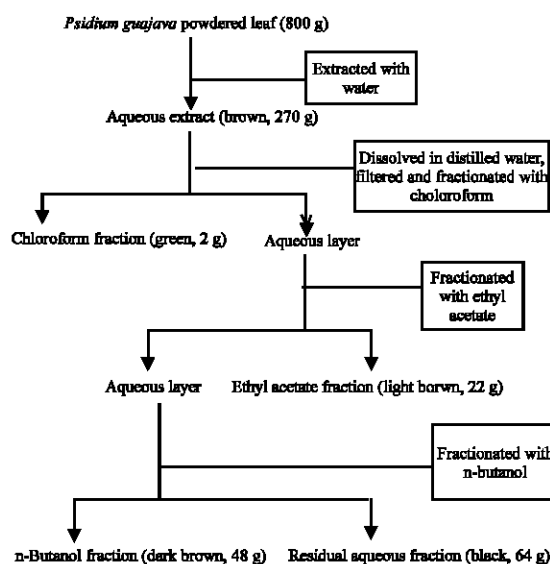 Psidium guajava powdered leaf (800 g)
Extracted with
water
Aqueous extract (brown, 270 g)
Dissolved in distilled water,
filtered and fractionated with
choloroform
Chloroform fraction (green, 2 g)
Aqueous layer
Fractionated
with ethyl
acetate
Aqueous layer
Ethyl acetate fraction (light borwn, 22 g)
Fractionated with
n-butanol
n-Butanol fraction (dark brown, 48 g)
Residual aqueous fraction (black, 64 g)